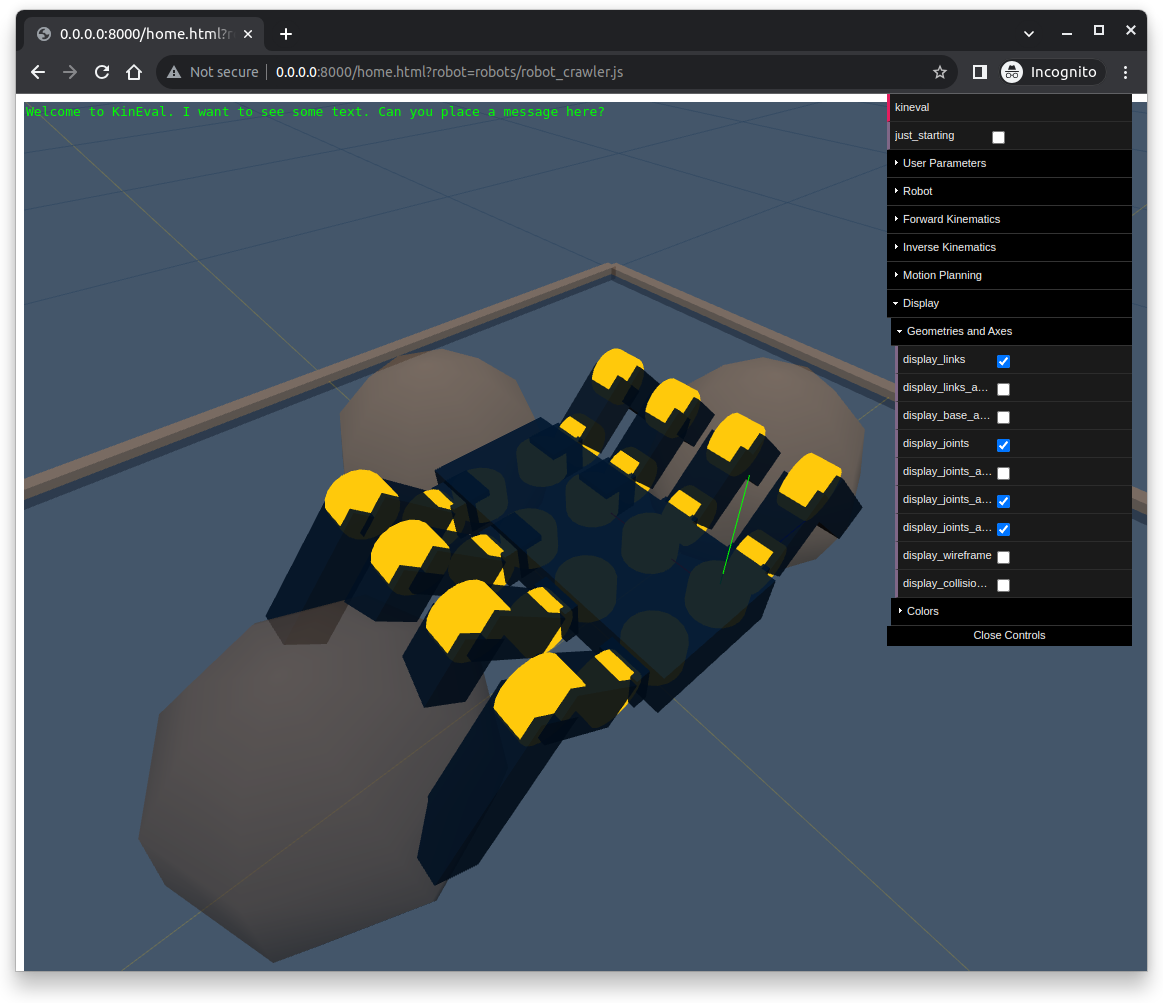 0.0.0.0:8000/home.html?r
Not secure
0.0.0.0:8000/home.html?robot=robots/robot_crawler.js
Incognito
Welcome to KinEval. I want to see some text. Can you place a message here?
kineval
just_starting
User Parameters
Robot
Forward Kinematics
Inverse Kinematics
Motion Planning
Display
Geometries and Axes
display_links
display_links_a...
display_base_a...
display_joints
display_joints_a...
display_joints_a...
display_joints_a...
display_wireframe
display_collisio...
Colors
Close Controls